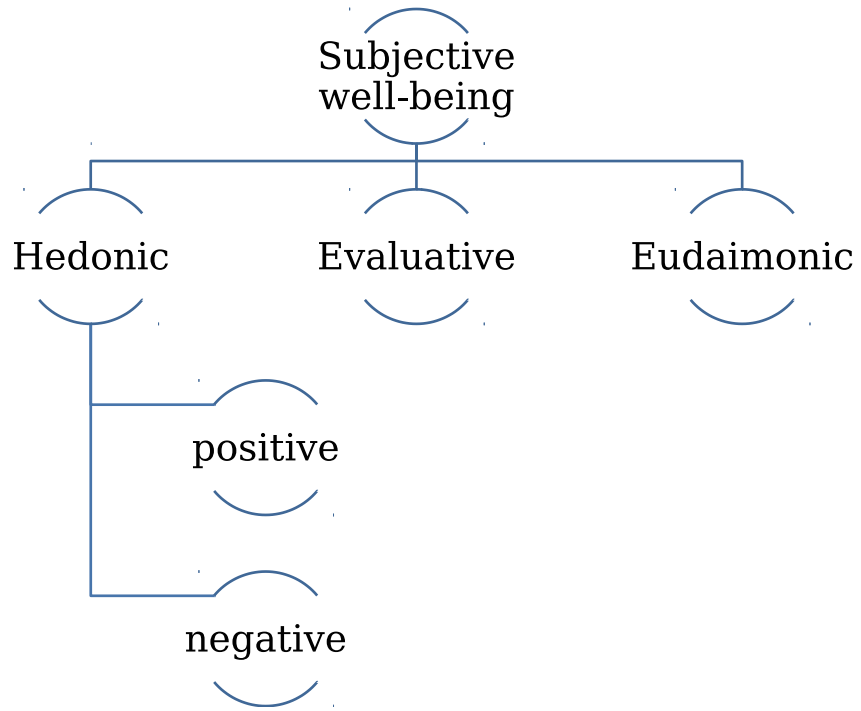 Subjective
well-being
Hedonic
Evaluative
Eudaimonic
positive
negative